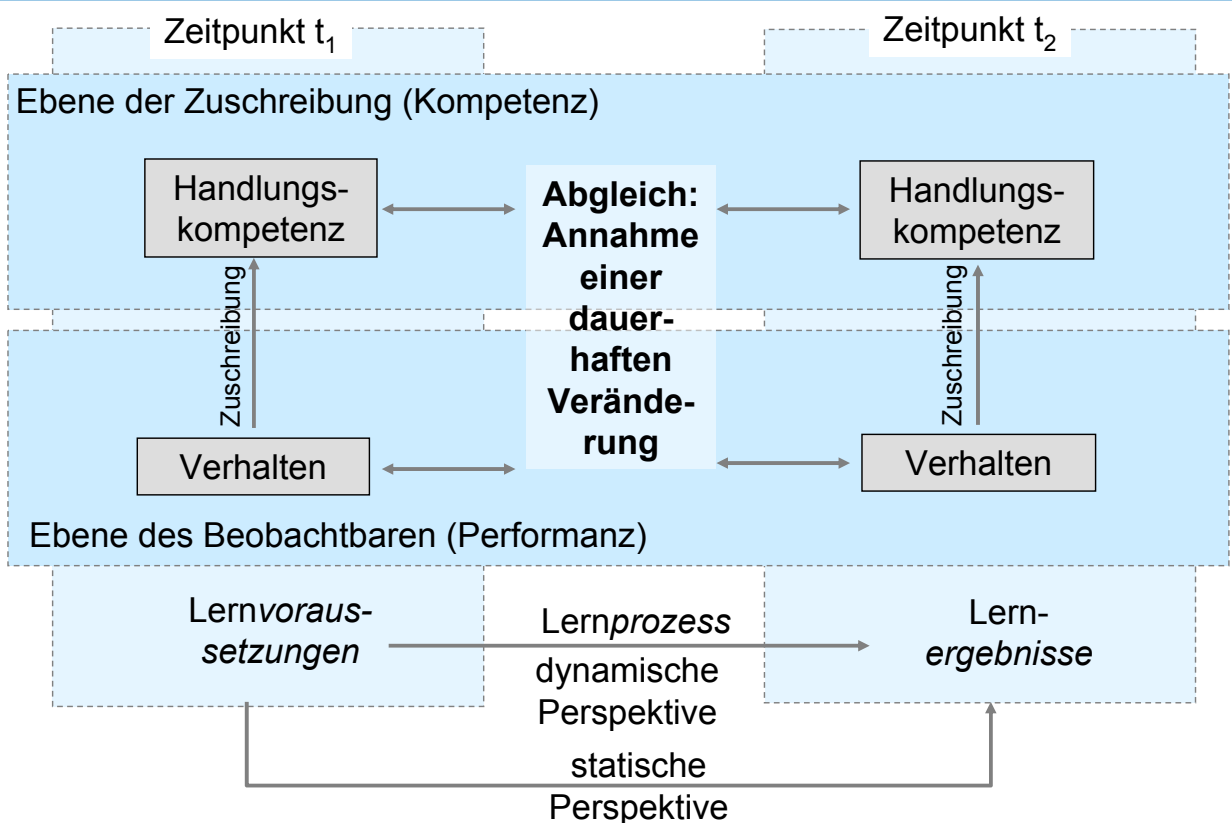 Zeitpunkt t1
Zeitpunkt t2
Ebene der Zuschreibung (Kompetenz)
Handlungs-
kompetenz
Abgleich:
Annahme
einer
dauer-
haften
Verände-
rung
Handlungs-
kompetenz
Zuschreibung
Zuschreibung
Verhalten
Verhalten
Ebene des Beobachtbaren (Performanz)
Lernvoraus-
setzungen
Lernprozess
dynamische
Perspektive
Lern-
ergebnisse
statische
Perspektive